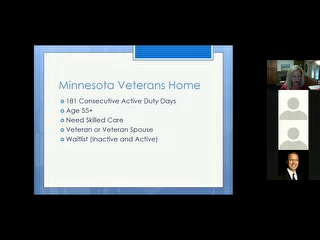 Minnesota Veterans Home
181 Consecutive Active Duty Days
Age 55+
Need Skilled Care
Veteran or Veteran Spouse
Waitlist (Inactive and Active)